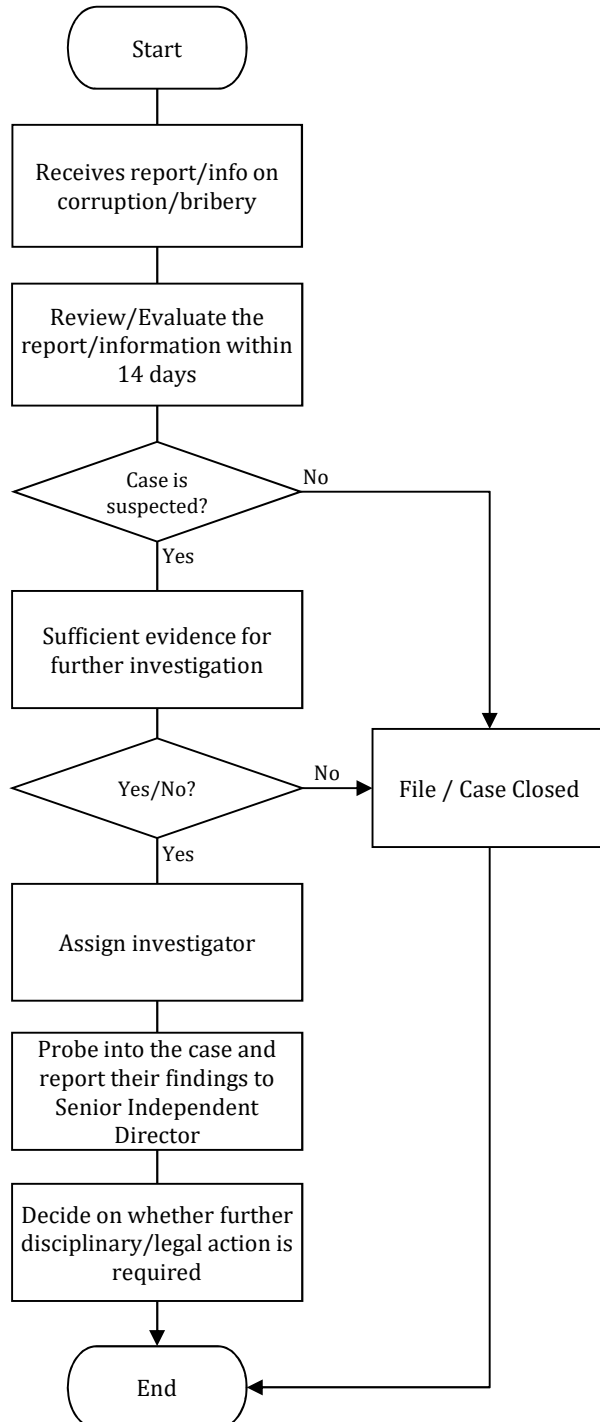 Start
Receives report/info on
corruption/bribery
Review/Evaluate the
report/information within
14 days
Case is
suspected?
No
Yes
Sufficient evidence for
further investigation
Yes/No?
No
File / Case Closed
Yes
Assign investigator
Probe into the case and
report their findings to
Senior Independent
Director
Decide on whether further
disciplinary/legal action is
required
End